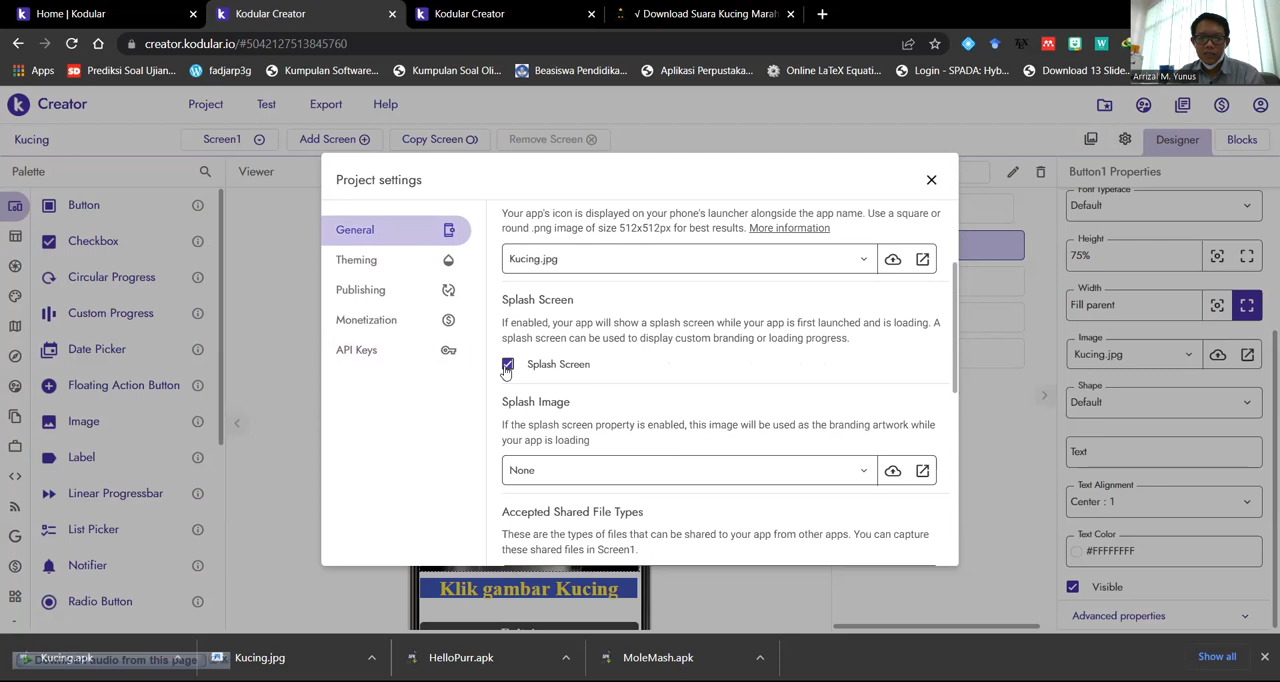 Home | Kodular
Kodular Creator
Kodular Creator
√ Download Suara Kucing Marah
creator.kodular.io/#5042127513845760
Apps
Prediksi Soal Ujian...
fadjarp3g
Kumpulan Software...
Kumpulan Soal Oli...
Beasiswa Pendidika...
Aplikasi Perpustaka...
Online LaTeX Equati...
Login - SPADA: Hyb...
Download 13 Slide...
Arrizal M. Yunus
Creator
Project
Test
Export
Help
Kucing
Screen1
Add Screen
Copy Screen
Remove Screen
Designer
Blocks
Palette
Viewer
Button1 Properties
Button
Checkbox
Circular Progress
Custom Progress
Date Picker
Floating Action Button
Image
Label
Linear Progressbar
List Picker
Notifier
Radio Button
Project settings
General
Theming
Publishing
Monetization
API Keys
Your app's icon is displayed on your phone's launcher alongside the app name. Use a square or
round .png image of size 512x512px for best results. More information
Kucing.jpg
Splash Screen
If enabled, your app will show a splash screen while your app is first launched and is loading. A
splash screen can be used to display custom branding or loading progress.
Splash Screen
Splash Image
If the splash screen property is enabled, this image will be used as the branding artwork while
your app is loading
None
Accepted Shared File Types
These are the types of files that can be shared to your app from other apps. You can capture
these shared files in Screen1.
Klik gambar Kucing
Font Typeface
Default
Height
75%
Width
Fill parent
Image
Kucing.jpg
Shape
Default
Text
Text Alignment
Center : 1
Text Color
#FFFFFFFF
Visible
Advanced properties
Kucing.apk
Kucing.jpg
HelloPurr.apk
MoleMash.apk
Show all